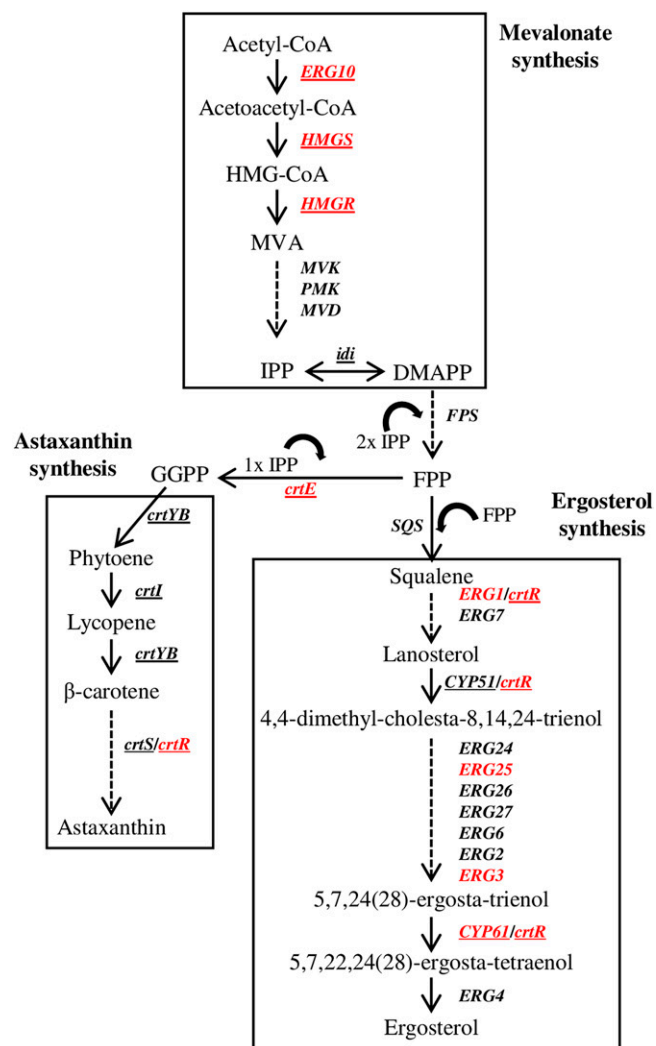 Mevalonate
synthesis
Acetyl-CoA
ERG10
Acetoacetyl-CoA
HMGS
HMG-CoA
HMGR
MVA
MVK
PMK
MVD
IPP
idi
DMAPP
2x IPP
FPS
Astaxanthin
synthesis
GGPP
1x IPP
crtE
FPP
Ergosterol
synthesis
SQS
FPP
crtYB
Phytoene
crtI
Lycopene
crtYB
β-carotene
crtS/crtR
Astaxanthin
Squalene
ERG1/crtR
ERG7
Lanosterol
CYP51/crtR
4,4-dimethyl-cholesta-8,14,24-trienol
ERG24
ERG25
ERG26
ERG27
ERG6
ERG2
ERG3
5,7,24(28)-ergosta-trienol
CYP61/crtR
5,7,22,24(28)-ergosta-tetraenol
ERG4
Ergosterol